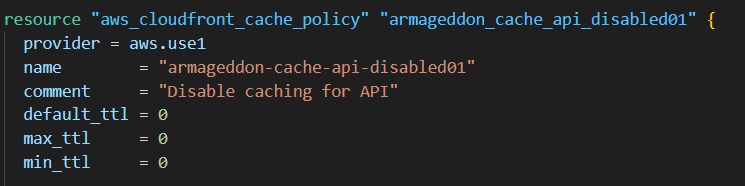 resource "aws_cloudfront_cache_policy" "armageddon_cache_api_disabled01" {
  provider = aws.use1
  name        = "armageddon-cache-api-disabled01"
  comment     = "Disable caching for API"
  default_ttl = 0
  max_ttl     = 0
  min_ttl     = 0